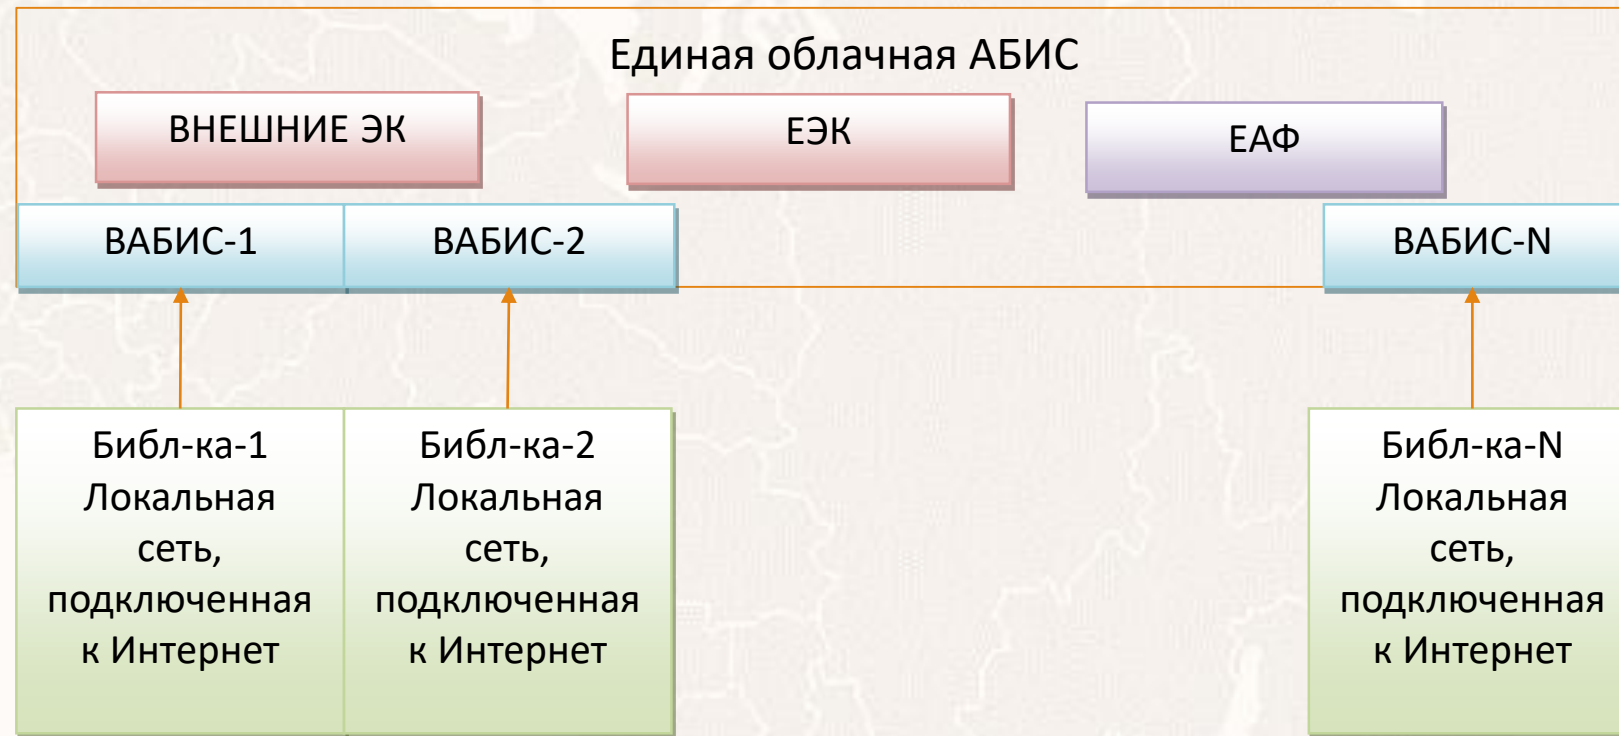 Единая облачная АБИС
ВНЕШНИЕ ЭК
ЕЭК
ЕАФ
ВАБИС-1
ВАБИС-2
ВАБИС-N
Библ-ка-1
Локальная
сеть,
подключенная
к Интернет
Библ-ка-2
Локальная
сеть,
подключенная
к Интернет
Библ-ка-N
Локальная
сеть,
подключенная
к Интернет